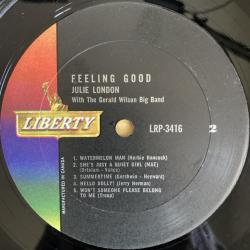 FEELING GOOD
JULIE LONDON
With The Gerald Wilson Big Band
LIBERTY
LRP-3416 2
1. WATERMELON MAN (Herbie Hancock)
2. SHE'S JUST A QUIET GIRL (MAE)
(Ortolani - Voles)
3. SUMMERTIME (Gershwin - Heyward)
4. HELLO DOLLY! (Jerry Herman)
5. WON'T SOMEONE PLEASE BELONG
TO ME (Troup)
MANUFACTURED IN CANADA